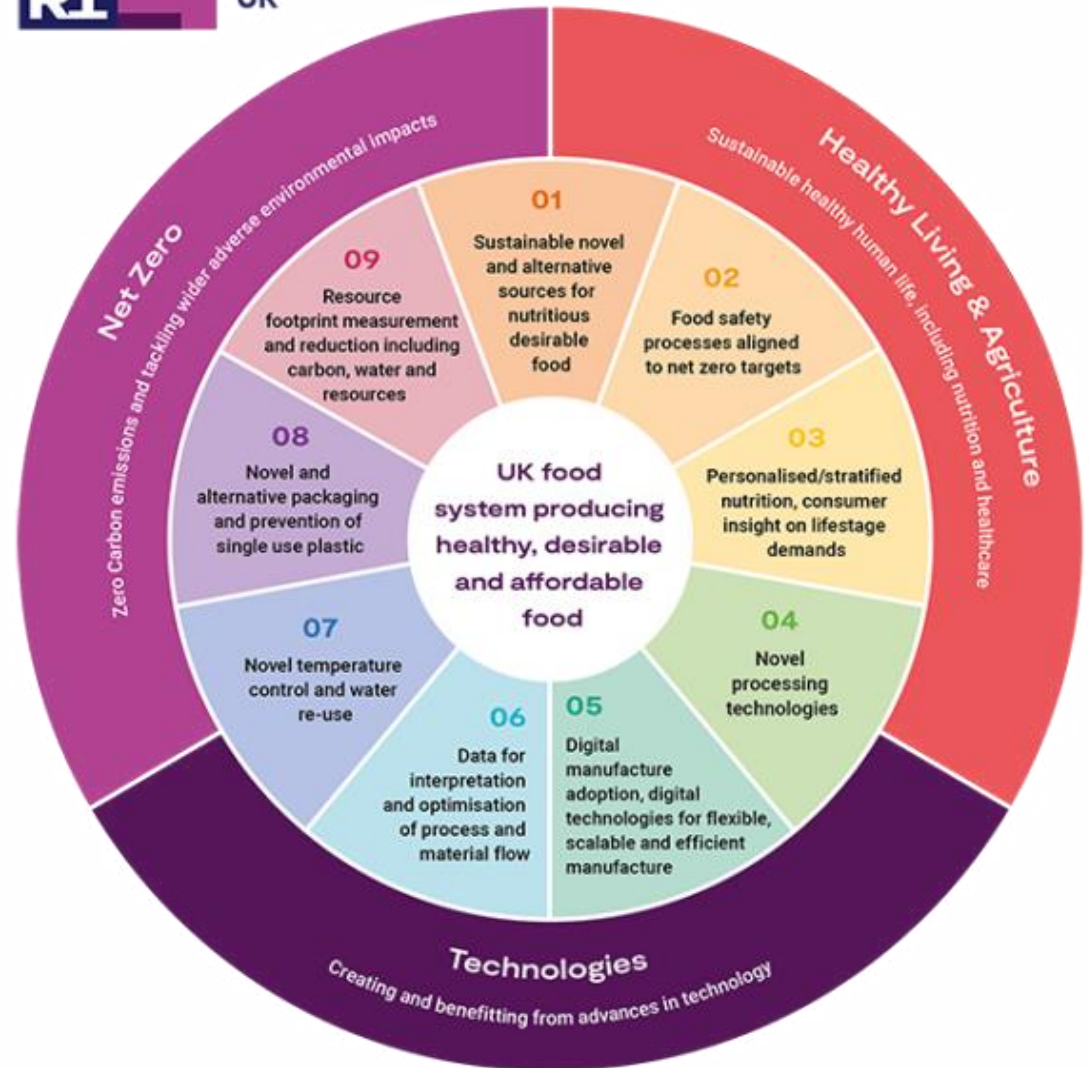 UK
Net Zero
Zero Carbon emissions and tackling wider adverse environmental impacts
Healthy Living & Agriculture
Sustainable healthy human life, including nutrition and healthcare
Technologies
Creating and benefitting from advances in technology
01
Sustainable novel
and alternative
sources for
nutritious
desirable
food
02
Food safety
processes aligned
to net zero targets
03
Personalised/stratified
nutrition, consumer
insight on lifestage
demands
04
Novel
processing
technologies
05
Digital
manufacture
adoption, digital
technologies for flexible,
scalable and efficient
manufacture
06
Data for
interpretation
and optimisation
of process and
material flow
07
Novel temperature
control and water
re-use
08
Novel and
alternative packaging
and prevention of
single use plastic
09
Resource
footprint measurement
and reduction including
carbon, water and
resources
UK food
system producing
healthy, desirable
and affordable
food